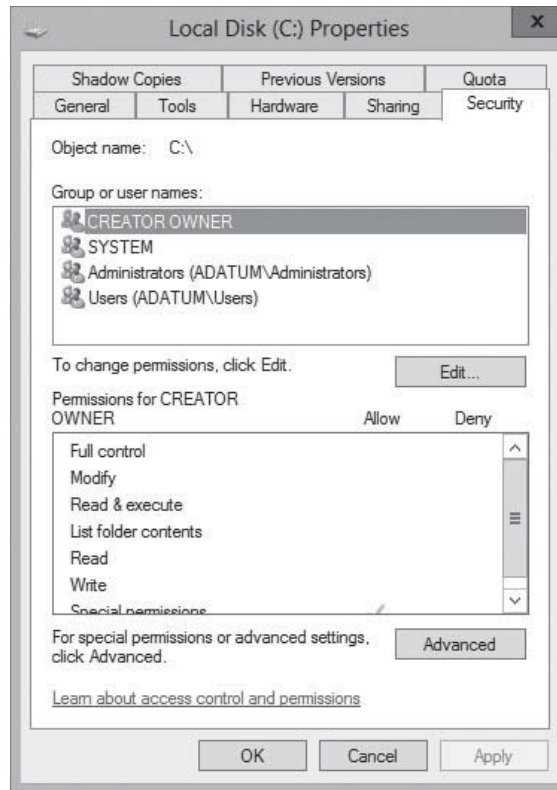 Local Disk (C:) Properties
x
Shadow Copies Previous Versions Quota
General Tools Hardware Sharing Security
Object name: C:\
Group or user names:
CREATOR OWNER
SYSTEM
Administrators (ADATUM\Administrators)
Users (ADATUM\Users)
To change permissions, click Edit.
Edit...
Permissions for CREATOR
OWNER Allow Deny
Full control
Modify
Read & execute
List folder contents
Read
Write
Special permissions
For special permissions or advanced settings,
click Advanced.
Advanced
Learn about access control and permissions
OK Cancel Apply